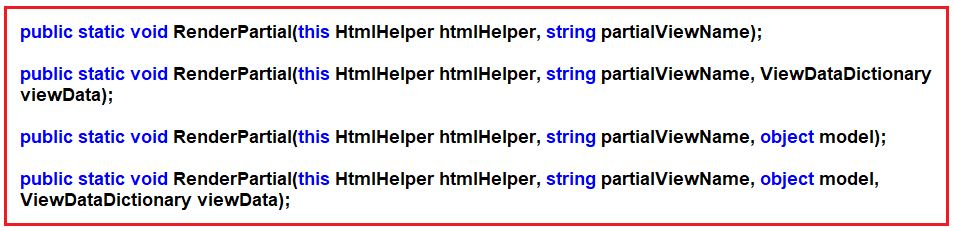 public static void RenderPartial(this HtmlHelper htmlHelper, string partialViewName);
public static void RenderPartial(this HtmlHelper htmlHelper, string partialViewName, ViewDataDictionary
viewData);
public static void RenderPartial(this HtmlHelper htmlHelper, string partialViewName, object model);
public static void RenderPartial(this HtmlHelper htmlHelper, string partialViewName, object model,
ViewDataDictionary viewData);